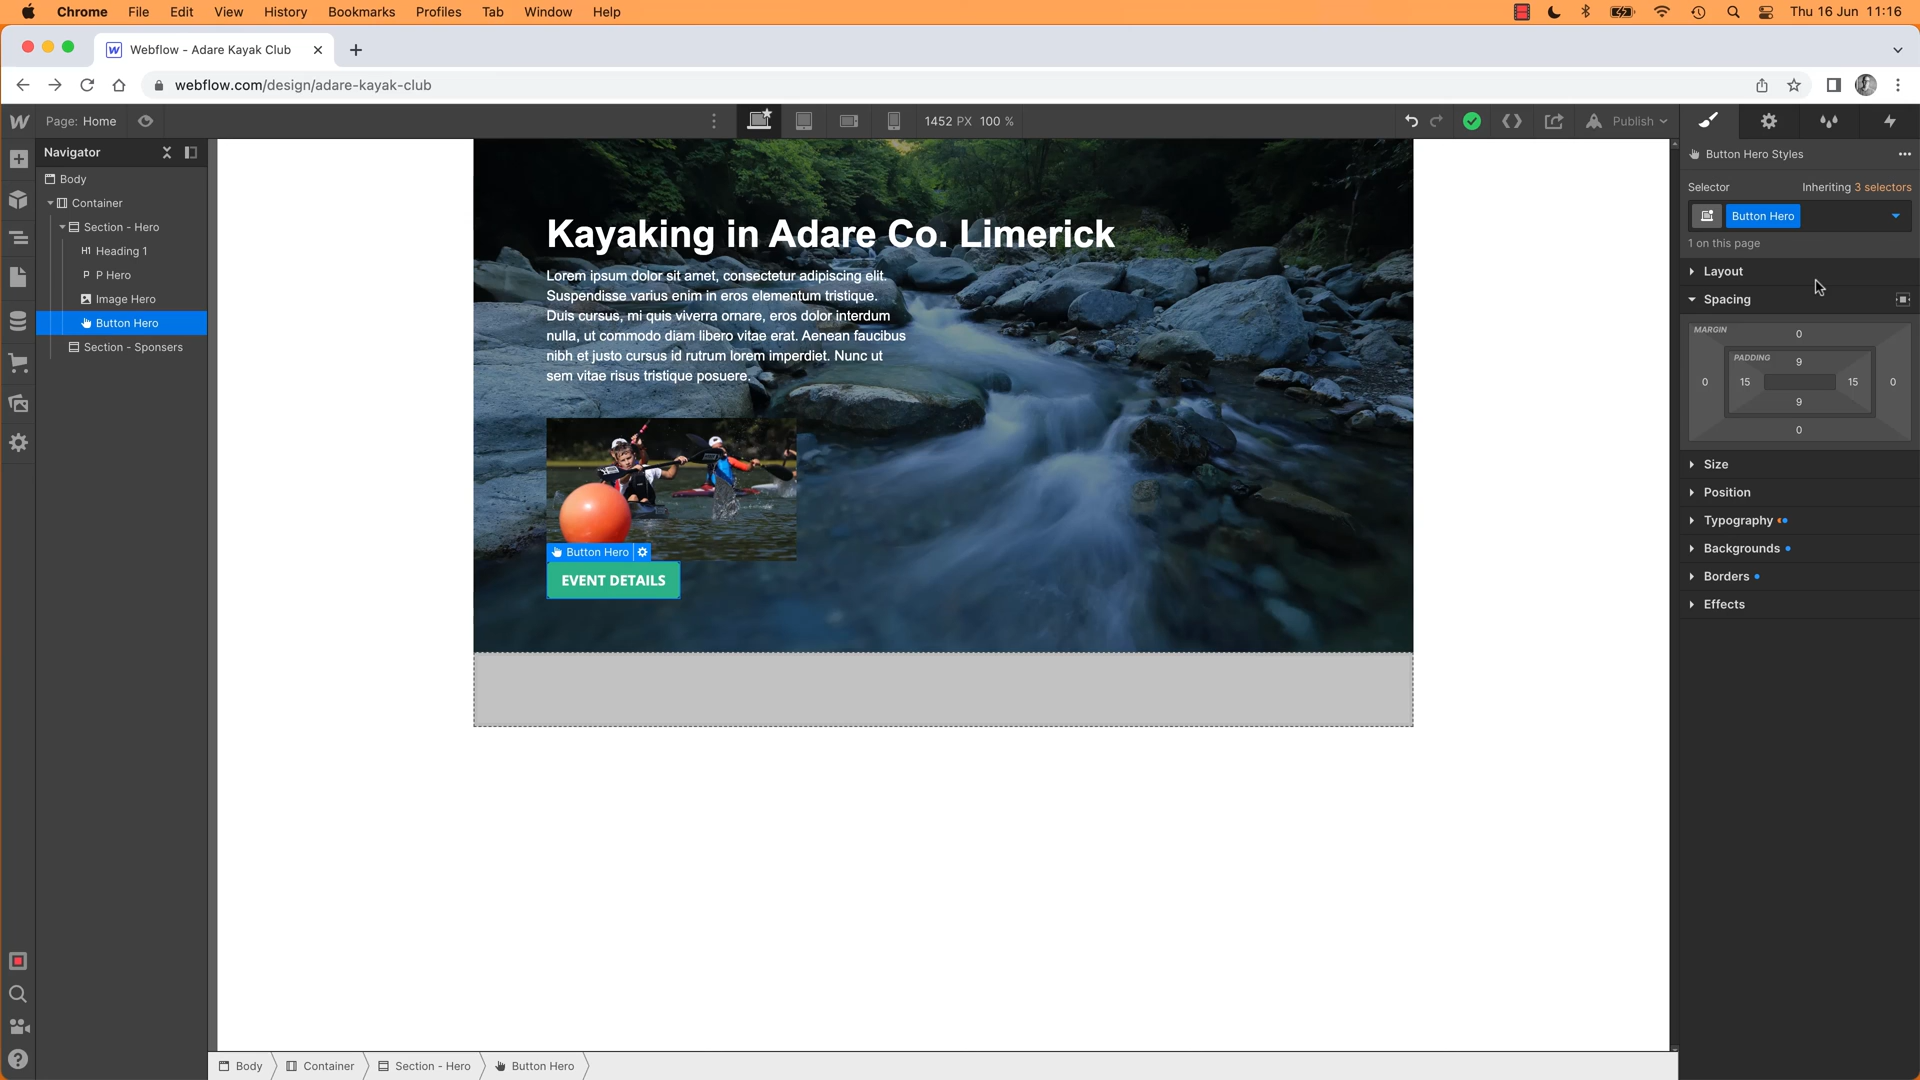 Chrome File Edit View History Bookmarks Profiles Tab Window Help Thu 16 Jun 11:16
W Webflow - Adare Kayak Club
webflow.com/design/adare-kayak-club
W Page: Home 1452 PX 100 % Publish
Navigator
Body
Container
Section - Hero
H1 Heading 1
P P Hero
Image Hero
Button Hero
Section - Sponsers
Kayaking in Adare Co. Limerick
Lorem ipsum dolor sit amet, consectetur adipiscing elit.
Suspendisse varius enim in eros elementum tristique.
Duis cursus, mi quis viverra ornare, eros dolor interdum
nulla, ut commodo diam libero vitae erat. Aenean faucibus
nibh et justo cursus id rutrum lorem imperdiet. Nunc ut
sem vitae risus tristique posuere.
Button Hero
EVENT DETAILS
Button Hero Styles
Selector Inheriting 3 selectors
Button Hero
1 on this page
Layout
Spacing
MARGIN
0
PADDING
9
0 15 15 0
9
0
Size
Position
Typography
Backgrounds
Borders
Effects
Body Container Section - Hero Button Hero